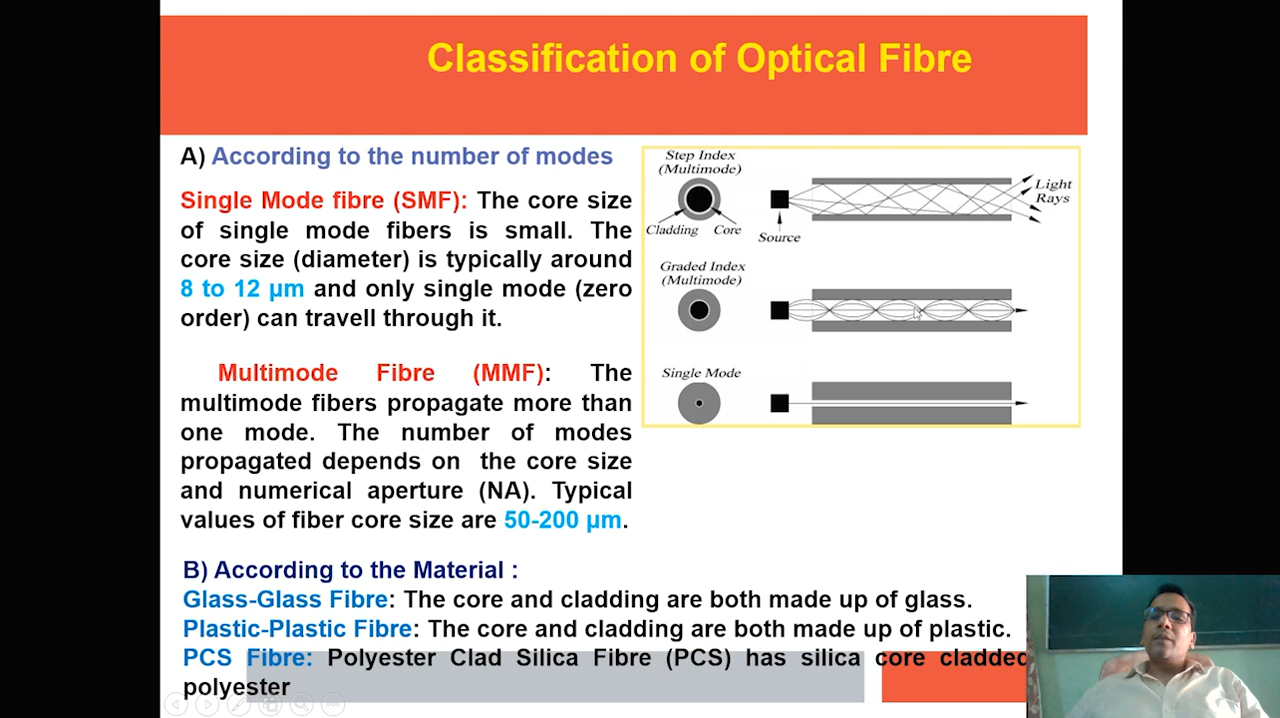 Classification of Optical Fibre
A) According to the number of modes
Single Mode fibre (SMF): The core size
of single mode fibers is small. The
core size (diameter) is typically around
8 to 12 µm and only single mode (zero
order) can travell through it.
Multimode Fibre (MMF): The
multimode fibers propagate more than
one mode. The number of modes
propagated depends on the core size
and numerical aperture (NA). Typical
values of fiber core size are 50-200 µm.
Step Index
(Multimode)
Cladding Core
Source
Light
Rays
Graded Index
(Multimode)
Single Mode
B) According to the Material :
Glass-Glass Fibre: The core and cladding are both made up of glass.
Plastic-Plastic Fibre: The core and cladding are both made up of plastic.
PCS Fibre: Polyester Clad Silica Fibre (PCS) has silica core cladded
polyester